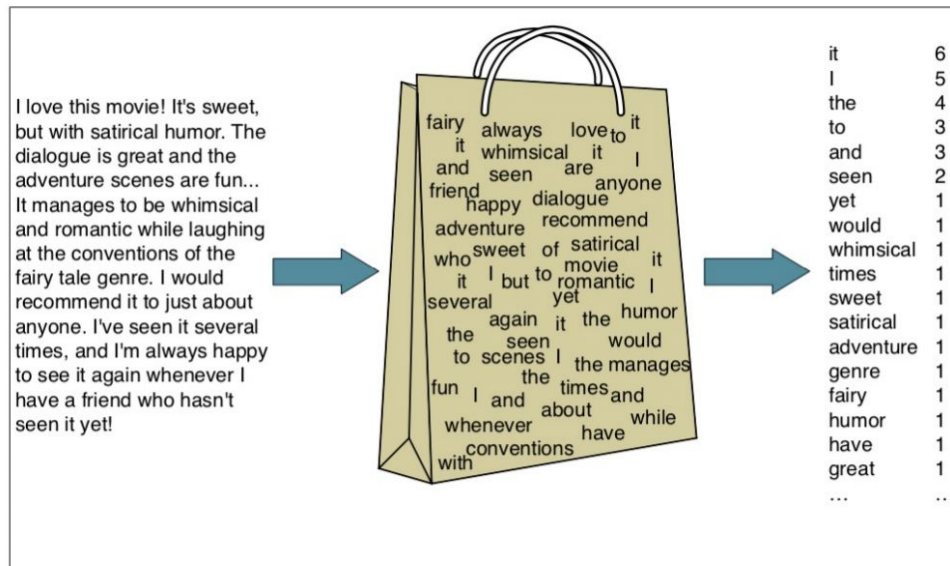 I love this movie! It's sweet,
but with satirical humor. The
dialogue is great and the
adventure scenes are fun...
It manages to be whimsical
and romantic while laughing
at the conventions of the
fairy tale genre. I would
recommend it to just about
anyone. I've seen it several
times, and I'm always happy
to see it again whenever I
have a friend who hasn't
seen it yet!
fairy always love to it
it whimsical it I
and seen are anyone
friend happy dialogue
adventure recommend
who sweet of satirical it
it I but to movie romantic I
several yet
again it the humor
the seen would
to scenes I the manages
fun I and the times and
about while
whenever have
conventions
with
it 6
I 5
the 4
to 3
and 3
seen 2
yet 1
would 1
whimsical 1
times 1
sweet 1
satirical 1
adventure 1
genre 1
fairy 1
humor 1
have 1
great 1
... ..